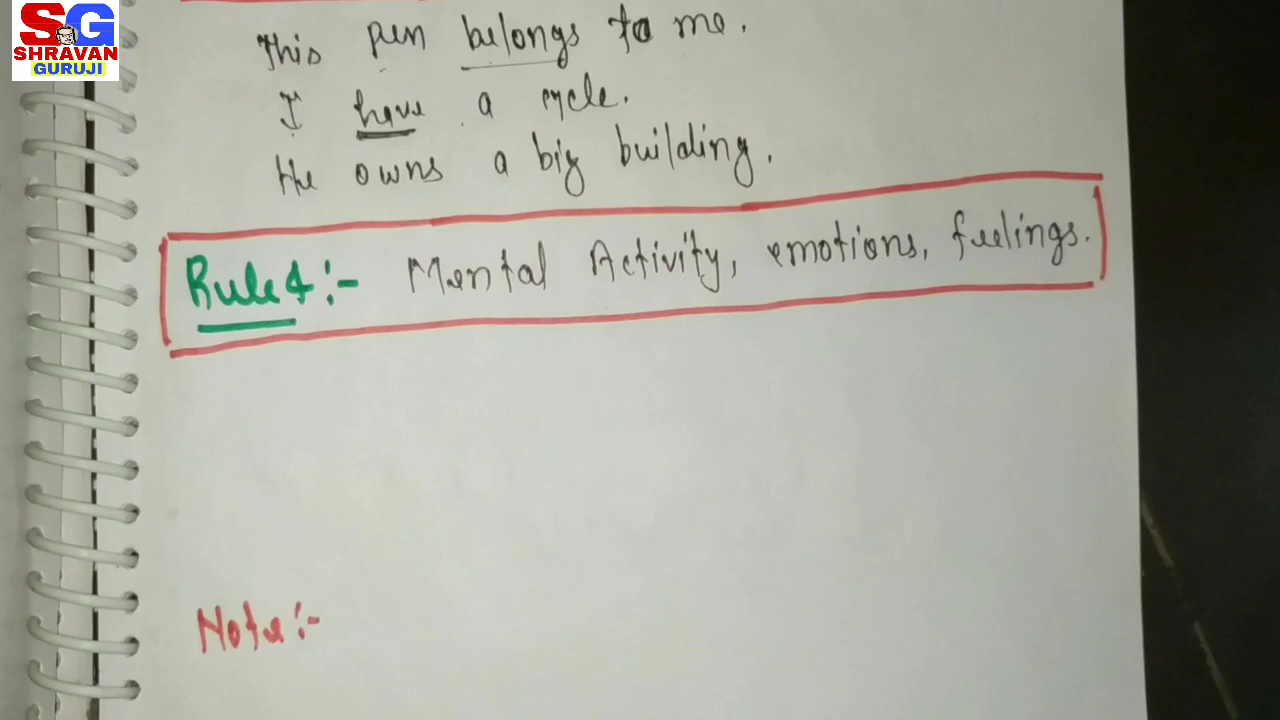 SG
SHRAVAN
GURUJI
This pen belongs to me.
I have a cycle.
He owns a big building.
Rule 4:- Mental Activity, emotions, feelings.
Note:-